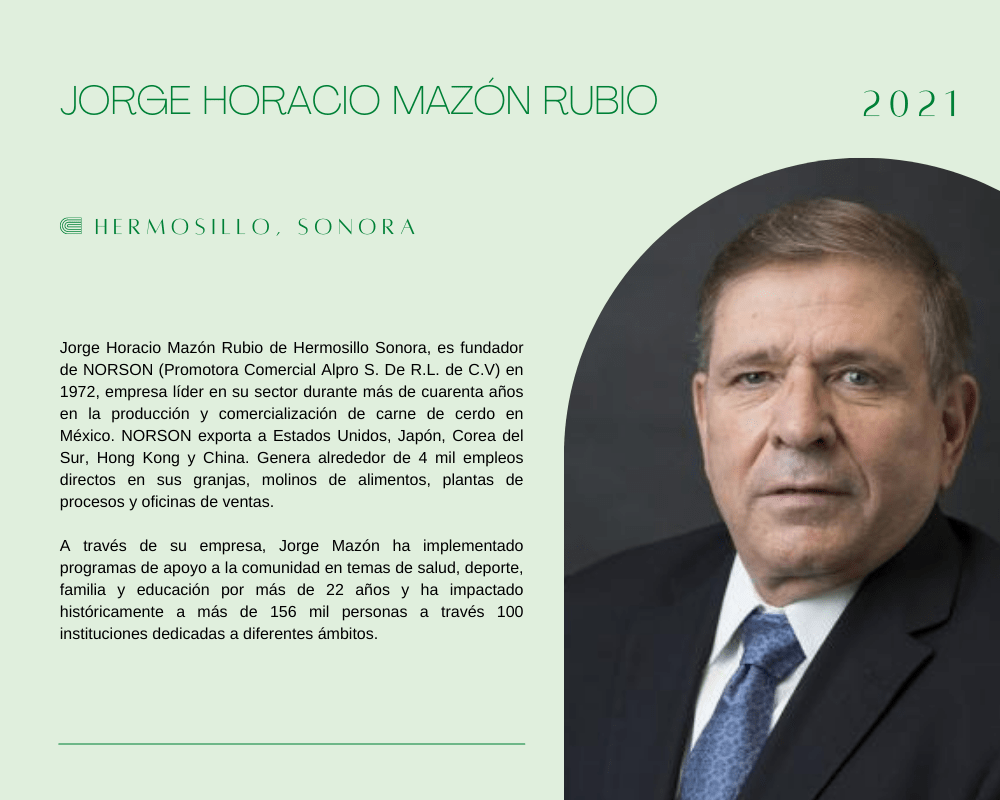 JORGE HORACIO MAZÓN RUBIO
2021
HERMOSILLO, SONORA
Jorge Horacio Mazón Rubio de Hermosillo Sonora, es fundador
de NORSON (Promotora Comercial Alpro S. De R.L. de C.V) en
1972, empresa líder en su sector durante más de cuarenta años
en la producción y comercialización de carne de cerdo en
México. NORSON exporta a Estados Unidos, Japón, Corea del
Sur, Hong Kong y China. Genera alrededor de 4 mil empleos
directos en sus granjas, molinos de alimentos, plantas de
procesos y oficinas de ventas.
A través de su empresa, Jorge Mazón ha implementado
programas de apoyo a la comunidad en temas de salud, deporte,
familia y educación por más de 22 años y ha impactado
históricamente a más de 156 mil personas a través 100
instituciones dedicadas a diferentes ámbitos.